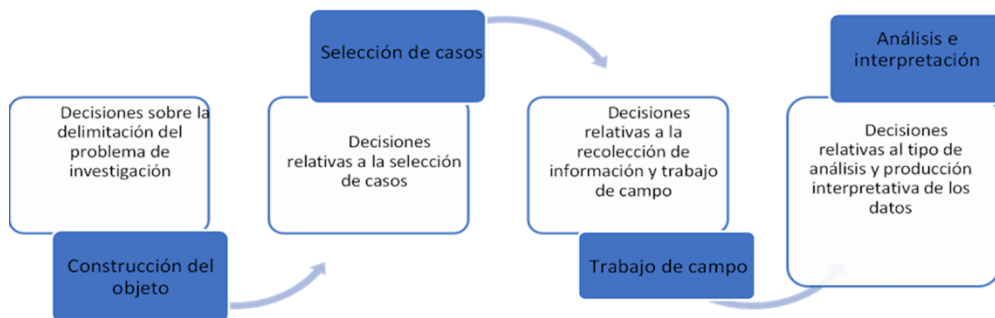 Decisiones sobre la
delimitación del
problema de
investigación
Construcción del
objeto
Selección de casos
Decisiones
relativas a la selección
de casos
Decisiones
relativas a la
recolección de
información y trabajo
de campo
Trabajo de campo
Análisis e
interpretación
Decisiones
relativas al tipo de
análisis y producción
interpretativa de los
datos